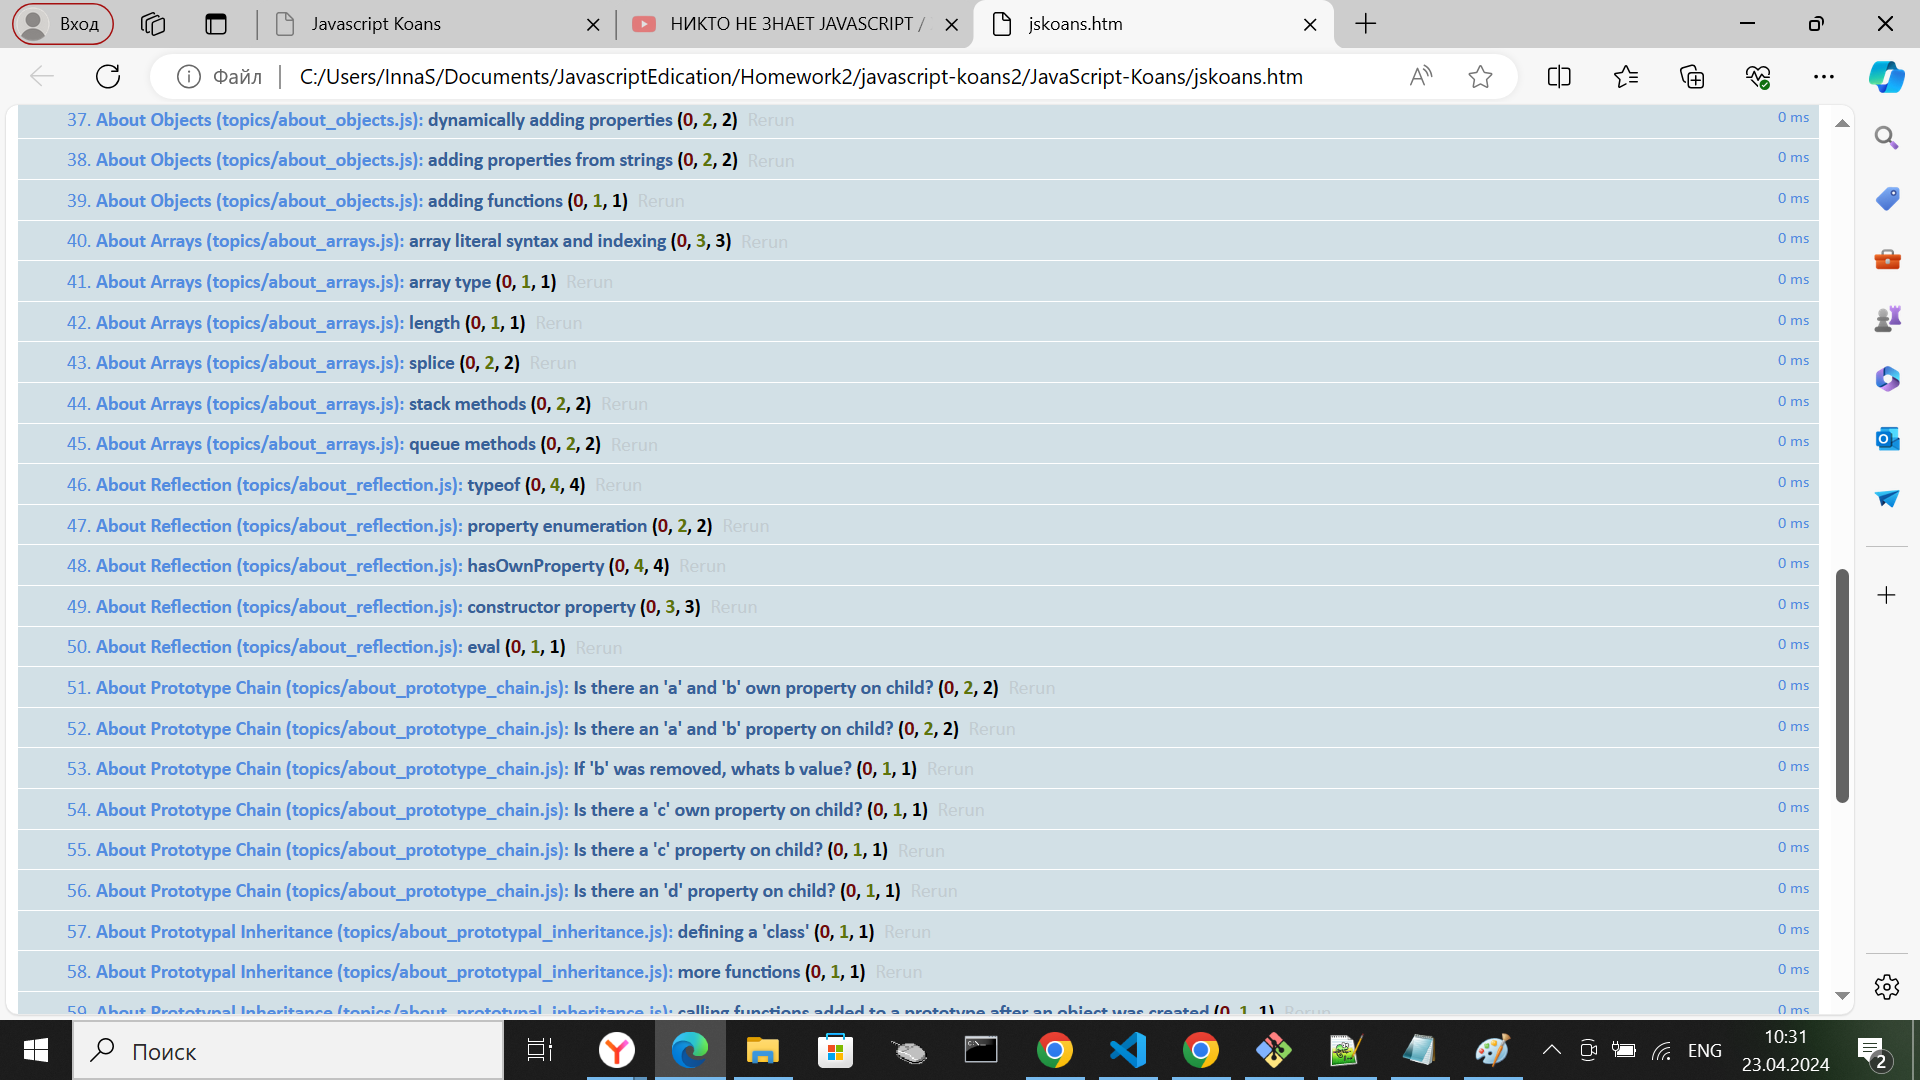 Вход
Javascript Koans
НИКТО НЕ ЗНАЕТ JAVASCRIPT /
jskoans.htm
Файл
C:/Users/InnaS/Documents/JavascriptEdication/Homework2/javascript-koans2/JavaScript-Koans/jskoans.htm
37. About Objects (topics/about_objects.js): dynamically adding properties (0, 2, 2) Rerun 0 ms
38. About Objects (topics/about_objects.js): adding properties from strings (0, 2, 2) Rerun 0 ms
39. About Objects (topics/about_objects.js): adding functions (0, 1, 1) Rerun 0 ms
40. About Arrays (topics/about_arrays.js): array literal syntax and indexing (0, 3, 3) Rerun 0 ms
41. About Arrays (topics/about_arrays.js): array type (0, 1, 1) Rerun 0 ms
42. About Arrays (topics/about_arrays.js): length (0, 1, 1) Rerun 0 ms
43. About Arrays (topics/about_arrays.js): splice (0, 2, 2) Rerun 0 ms
44. About Arrays (topics/about_arrays.js): stack methods (0, 2, 2) Rerun 0 ms
45. About Arrays (topics/about_arrays.js): queue methods (0, 2, 2) Rerun 0 ms
46. About Reflection (topics/about_reflection.js): typeof (0, 4, 4) Rerun 0 ms
47. About Reflection (topics/about_reflection.js): property enumeration (0, 2, 2) Rerun 0 ms
48. About Reflection (topics/about_reflection.js): hasOwnProperty (0, 4, 4) Rerun 0 ms
49. About Reflection (topics/about_reflection.js): constructor property (0, 3, 3) Rerun 0 ms
50. About Reflection (topics/about_reflection.js): eval (0, 1, 1) Rerun 0 ms
51. About Prototype Chain (topics/about_prototype_chain.js): Is there an 'a' and 'b' own property on child? (0, 2, 2) Rerun 0 ms
52. About Prototype Chain (topics/about_prototype_chain.js): Is there an 'a' and 'b' property on child? (0, 2, 2) Rerun 0 ms
53. About Prototype Chain (topics/about_prototype_chain.js): If 'b' was removed, whats b value? (0, 1, 1) Rerun 0 ms
54. About Prototype Chain (topics/about_prototype_chain.js): Is there a 'c' own property on child? (0, 1, 1) Rerun 0 ms
55. About Prototype Chain (topics/about_prototype_chain.js): Is there a 'c' property on child? (0, 1, 1) Rerun 0 ms
56. About Prototype Chain (topics/about_prototype_chain.js): Is there an 'd' property on child? (0, 1, 1) Rerun 0 ms
57. About Prototypal Inheritance (topics/about_prototypal_inheritance.js): defining a 'class' (0, 1, 1) Rerun 0 ms
58. About Prototypal Inheritance (topics/about_prototypal_inheritance.js): more functions (0, 1, 1) Rerun 0 ms
59. About Prototypal Inheritance (topics/about_prototypal_inheritance.js): calling functions added to a prototype after an object was created (0, 1, 1) Rerun 0 ms
Поиск
ENG
10:31
23.04.2024
2